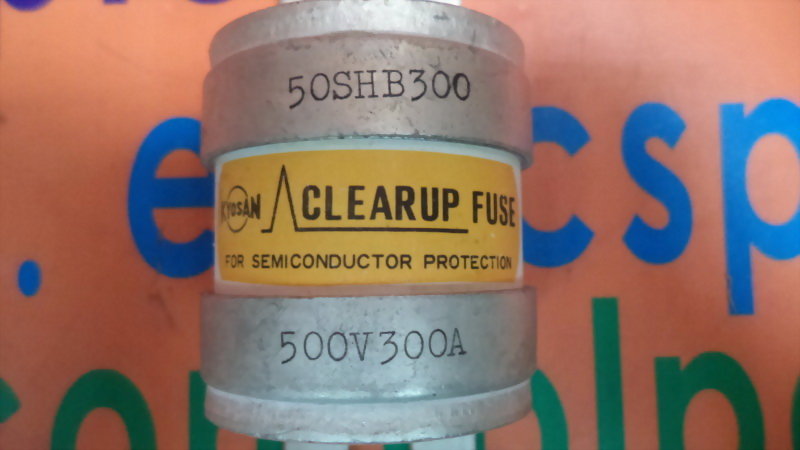 50SHB300
KYOSAN CLEARUP FUSE
FOR SEMICONDUCTOR PROTECTION
500V300A